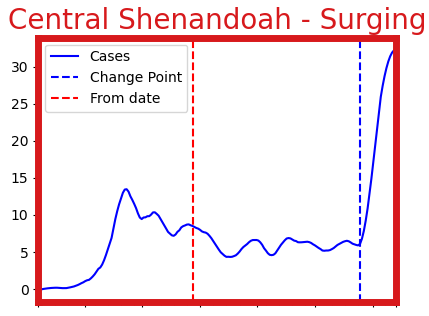 Central Shenandoah - Surging
Cases
Change Point
From date
30
25
20
15
10
5
0